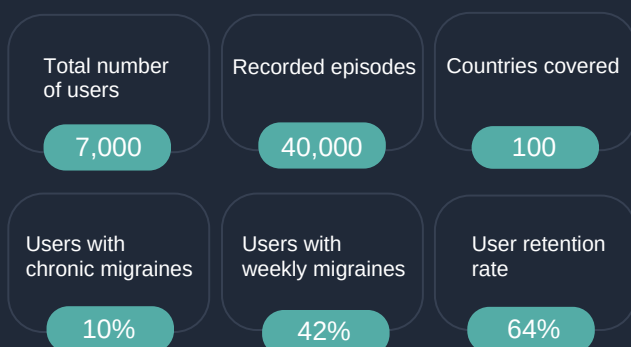 Total number
of users
7,000
Recorded episodes
40,000
Countries covered
100
Users with
chronic migraines
10%
Users with
weekly migraines
42%
User retention
rate
64%